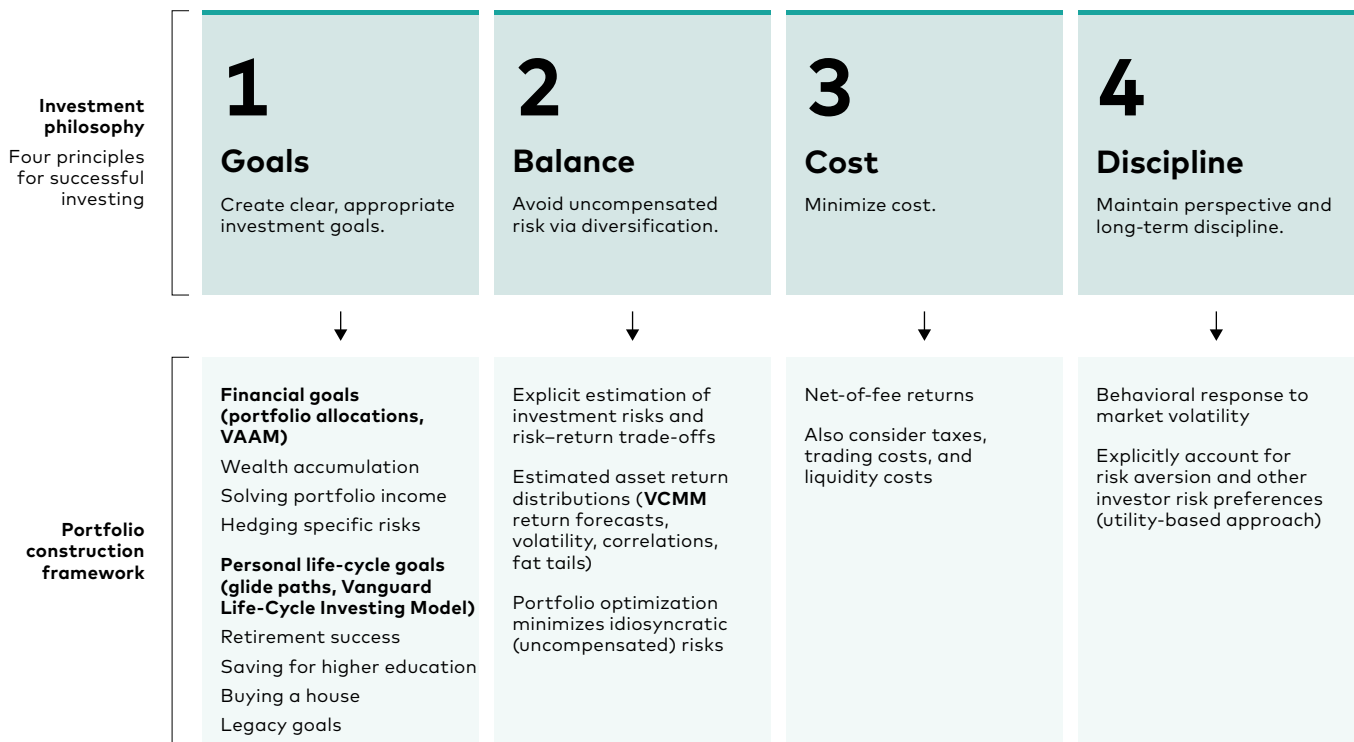 Investment
philosophy
Four principles
for successful
investing
1
Goals
Create clear, appropriate
investment goals.
2
Balance
Avoid uncompensated
risk via diversification.
3
Cost
Minimize cost.
4
Discipline
Maintain perspective and
long-term discipline.
Portfolio
construction
framework
Financial goals
(portfolio allocations,
VAAM)
Wealth accumulation
Solving portfolio income
Hedging specific risks
Personal life-cycle goals
(glide paths, Vanguard
Life-Cycle Investing Model)
Retirement success
Saving for higher education
Buying a house
Legacy goals
Explicit estimation of
investment risks and
risk–return trade-offs
Estimated asset return
distributions (VCMM
return forecasts,
volatility, correlations,
fat tails)
Portfolio optimization
minimizes idiosyncratic
(uncompensated) risks
Net-of-fee returns
Also consider taxes,
trading costs, and
liquidity costs
Behavioral response to
market volatility
Explicitly account for
risk aversion and other
investor risk preferences
(utility-based approach)